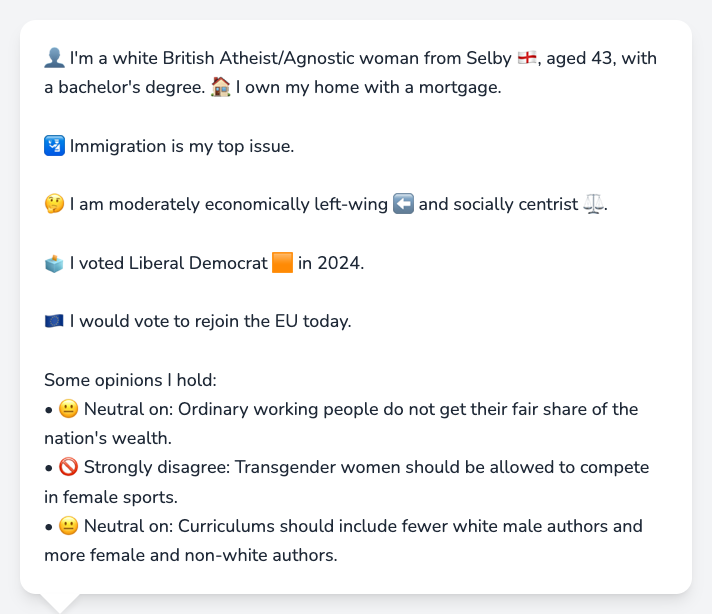 👤 I'm a white British Atheist/Agnostic woman from Selby 🏴󠁧󠁢󠁥󠁮󠁧󠁿, aged 43, with
a bachelor's degree. 🏠 I own my home with a mortgage.
🛂 Immigration is my top issue.
🤔 I am moderately economically left-wing ⬅️ and socially centrist ⚖️.
🗳️ I voted Liberal Democrat 🟧 in 2024.
🇪🇺 I would vote to rejoin the EU today.
Some opinions I hold:
• 😐 Neutral on: Ordinary working people do not get their fair share of the
nation's wealth.
• 🚫 Strongly disagree: Transgender women should be allowed to compete
in female sports.
• 😐 Neutral on: Curriculums should include fewer white male authors and
more female and non-white authors.